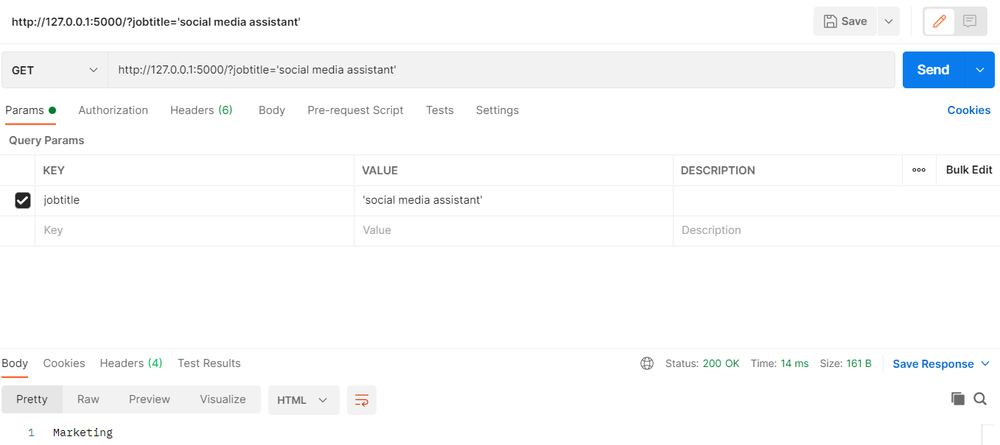 http://127.0.0.1:5000/?jobtitle='social media assistant'
Save
GET
http://127.0.0.1:5000/?jobtitle='social media assistant'
Send
Params Authorization Headers (6) Body Pre-request Script Tests Settings Cookies
Query Params
KEY VALUE DESCRIPTION ooo Bulk Edit
jobtitle 'social media assistant'
Key Value Description
Body Cookies Headers (4) Test Results Status: 200 OK Time: 14 ms Size: 161 B Save Response
Pretty Raw Preview Visualize HTML
1 Marketing